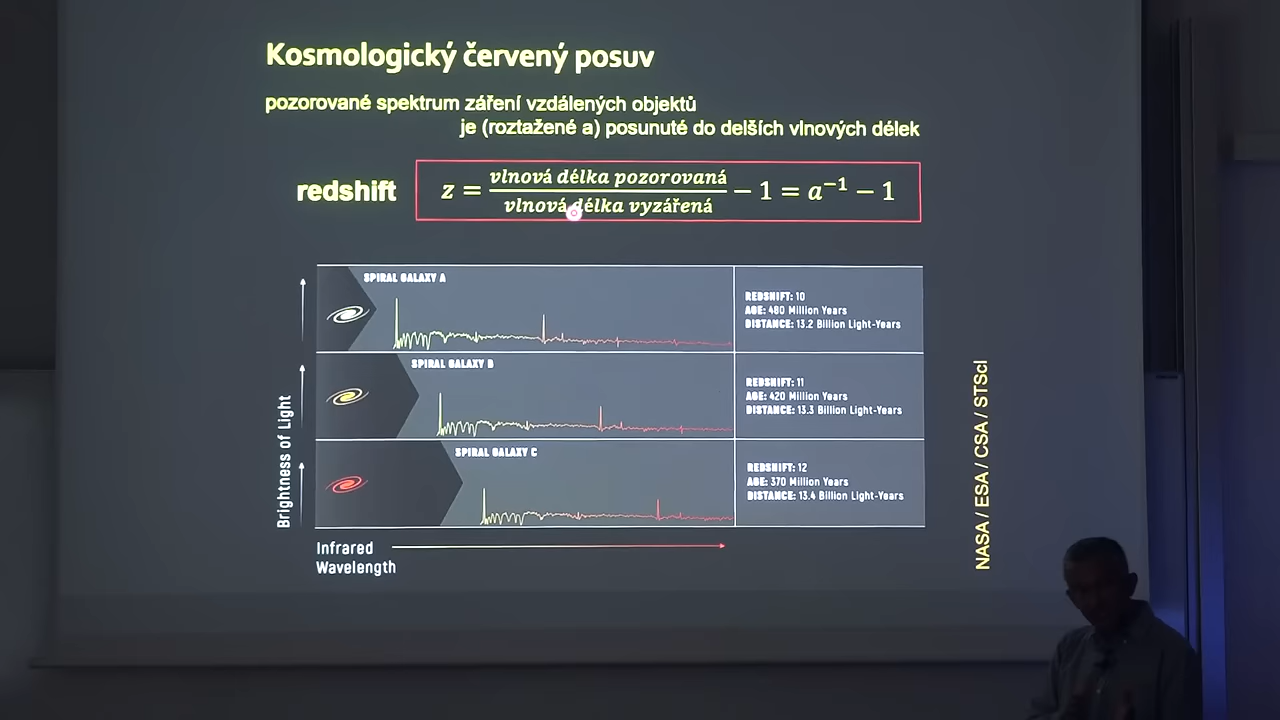 Kosmologický červený posuv
pozorované spektrum záření vzdálených objektů
je (roztažené a) posunuté do delších vlnových délek
redshift
z = vlnová délka pozorovaná / vlnová délka vyzářená − 1 = a⁻¹ − 1
SPIRAL GALAXY A
REDSHIFT: 10
AGE: 480 Million Years
DISTANCE: 13.2 Billion Light-Years
SPIRAL GALAXY B
REDSHIFT: 11
AGE: 420 Million Years
DISTANCE: 13.3 Billion Light-Years
SPIRAL GALAXY C
REDSHIFT: 12
AGE: 370 Million Years
DISTANCE: 13.4 Billion Light-Years
Brightness of Light
Infrared
Wavelength
NASA / ESA / CSA / STScI